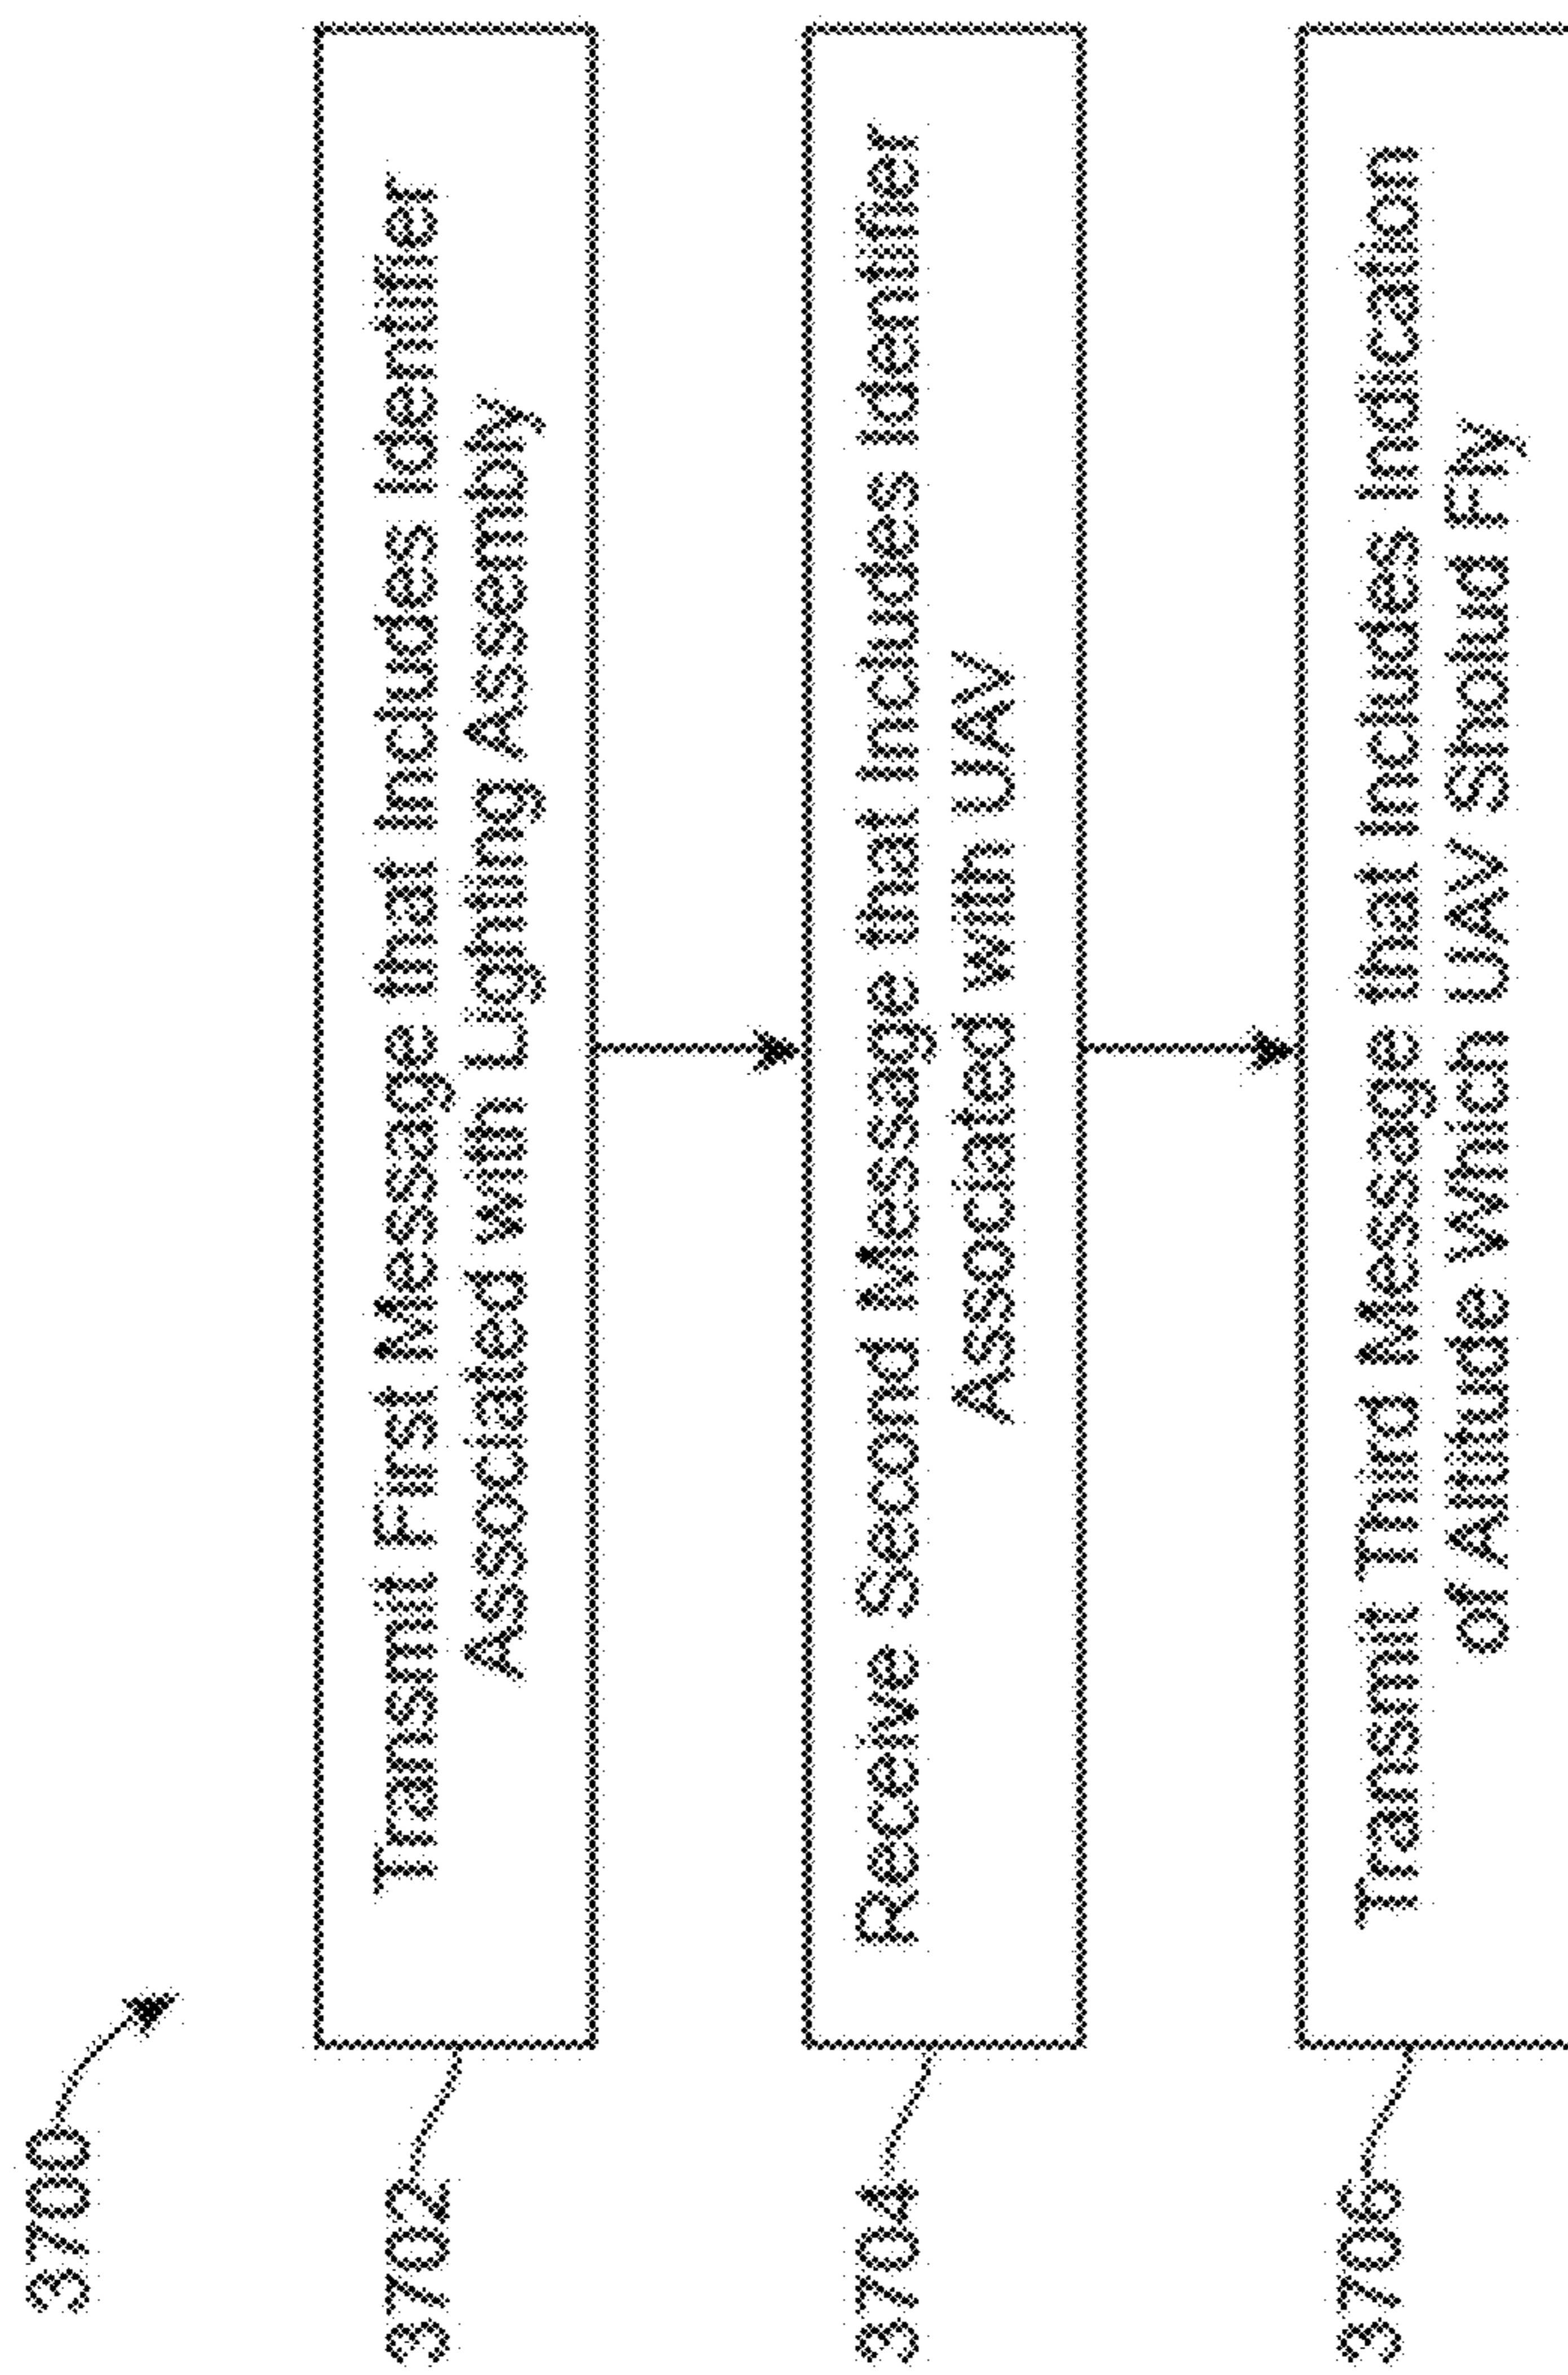 3700
3702
Transmit First Message that Includes Identifier
Associated with Lighting Assembly
3704
Receive Second Message that Includes Identifier
Associated with UAV
3706
Transmit Third Message that Includes Indication
of Altitude Which UAV Sholud Fly